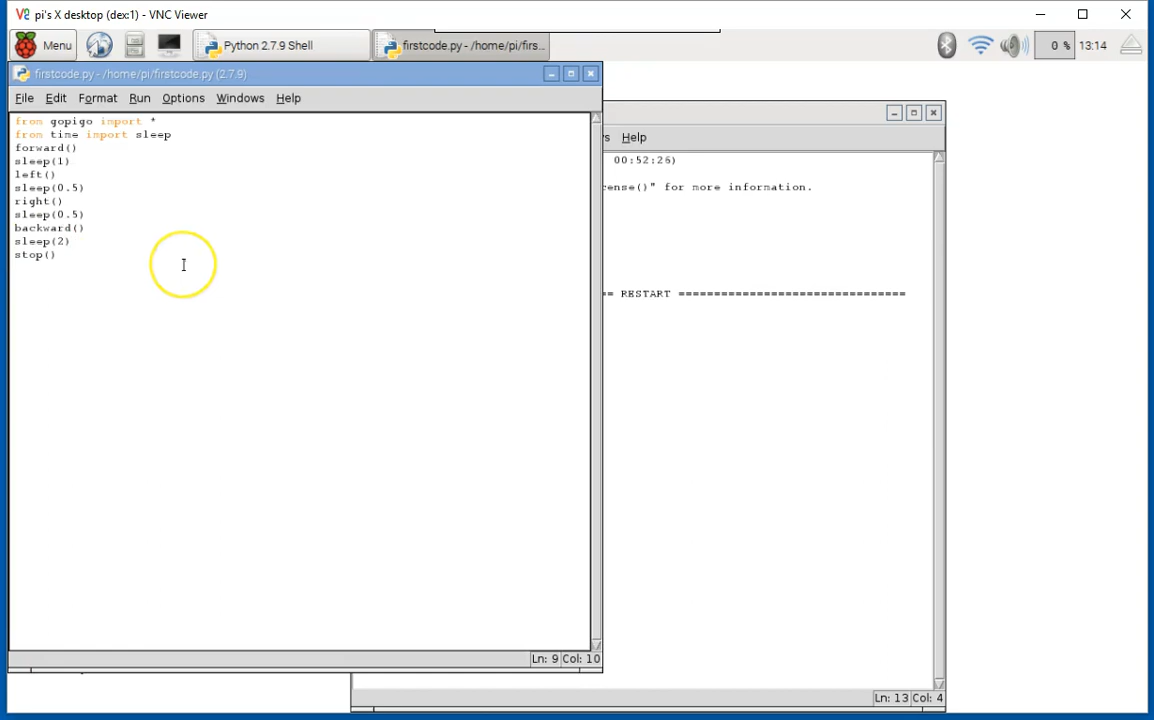 pi's X desktop (dex:1) - VNC Viewer
Menu
Python 2.7.9 Shell
firstcode.py - /home/pi/firs...
0 %
13:14
firstcode.py - /home/pi/firstcode.py (2.7.9)
File Edit Format Run Options Windows Help
from gopigo import *
from time import sleep
forward()
sleep(1)
left()
sleep(0.5)
right()
sleep(0.5)
backward()
sleep(2)
stop()
Ln: 9 Col: 10
s Help
00:52:26)
ense()" for more information.
== RESTART ================================
Ln: 13 Col: 4